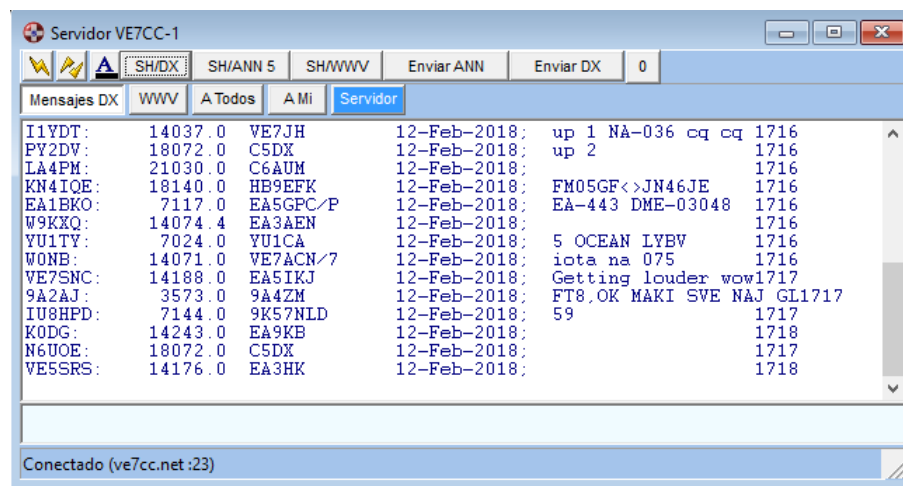 Servidor VE7CC-1
A SH/DX SH/ANN 5 SH/WWV Enviar ANN Enviar DX 0
Mensajes DX WWV A Todos A Mi Servidor
I1YDT: 14037.0 VE7JH 12-Feb-2018; up 1 NA-036 cq cq 1716
PY2DV: 18072.0 C5DX 12-Feb-2018; up 2 1716
LA4PM: 21030.0 C6AUM 12-Feb-2018; 1716
KN4IQE: 18140.0 HB9EFK 12-Feb-2018; FM05GF<>JN46JE 1716
EA1BKO: 7117.0 EA5GPC/P 12-Feb-2018; EA-443 DME-03048 1716
W9KXQ: 14074.4 EA3AEN 12-Feb-2018; 1716
YU1TY: 7024.0 YU1CA 12-Feb-2018; 5 OCEAN LYBV 1716
W0NB: 14071.0 VE7ACN/7 12-Feb-2018; iota na 075 1716
VE7SNC: 14188.0 EA5IKJ 12-Feb-2018; Getting louder wow1717
9A2AJ: 3573.0 9A4ZM 12-Feb-2018; FT8,OK MAKI SVE NAJ GL1717
IU8HPD: 7144.0 9K57NLD 12-Feb-2018; 59 1717
K0DG: 14243.0 EA9KB 12-Feb-2018; 1718
N6UOE: 18072.0 C5DX 12-Feb-2018; 1717
VE5SRS: 14176.0 EA3HK 12-Feb-2018; 1718
Conectado (ve7cc.net :23)